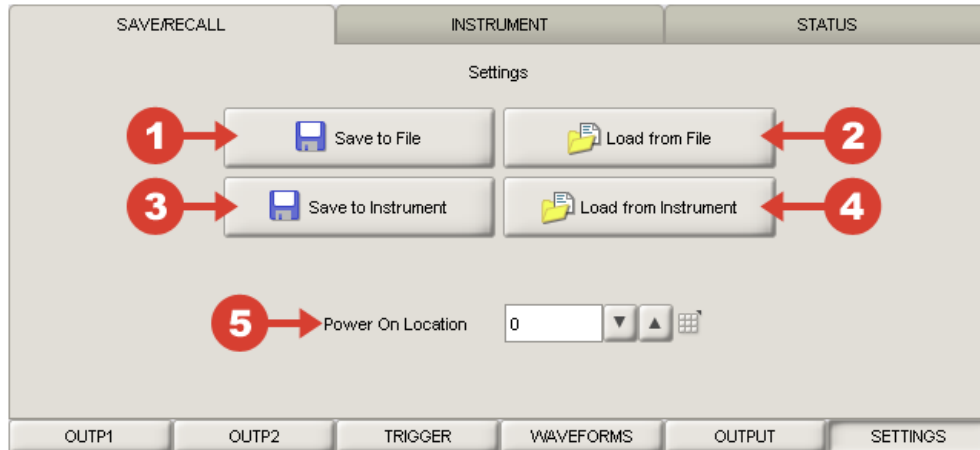 SAVE/RECALL INSTRUMENT STATUS
Settings
1 Save to File Load from File 2
3 Save to Instrument Load from Instrument 4
5 Power On Location 0
OUTP1 OUTP2 TRIGGER WAVEFORMS OUTPUT SETTINGS